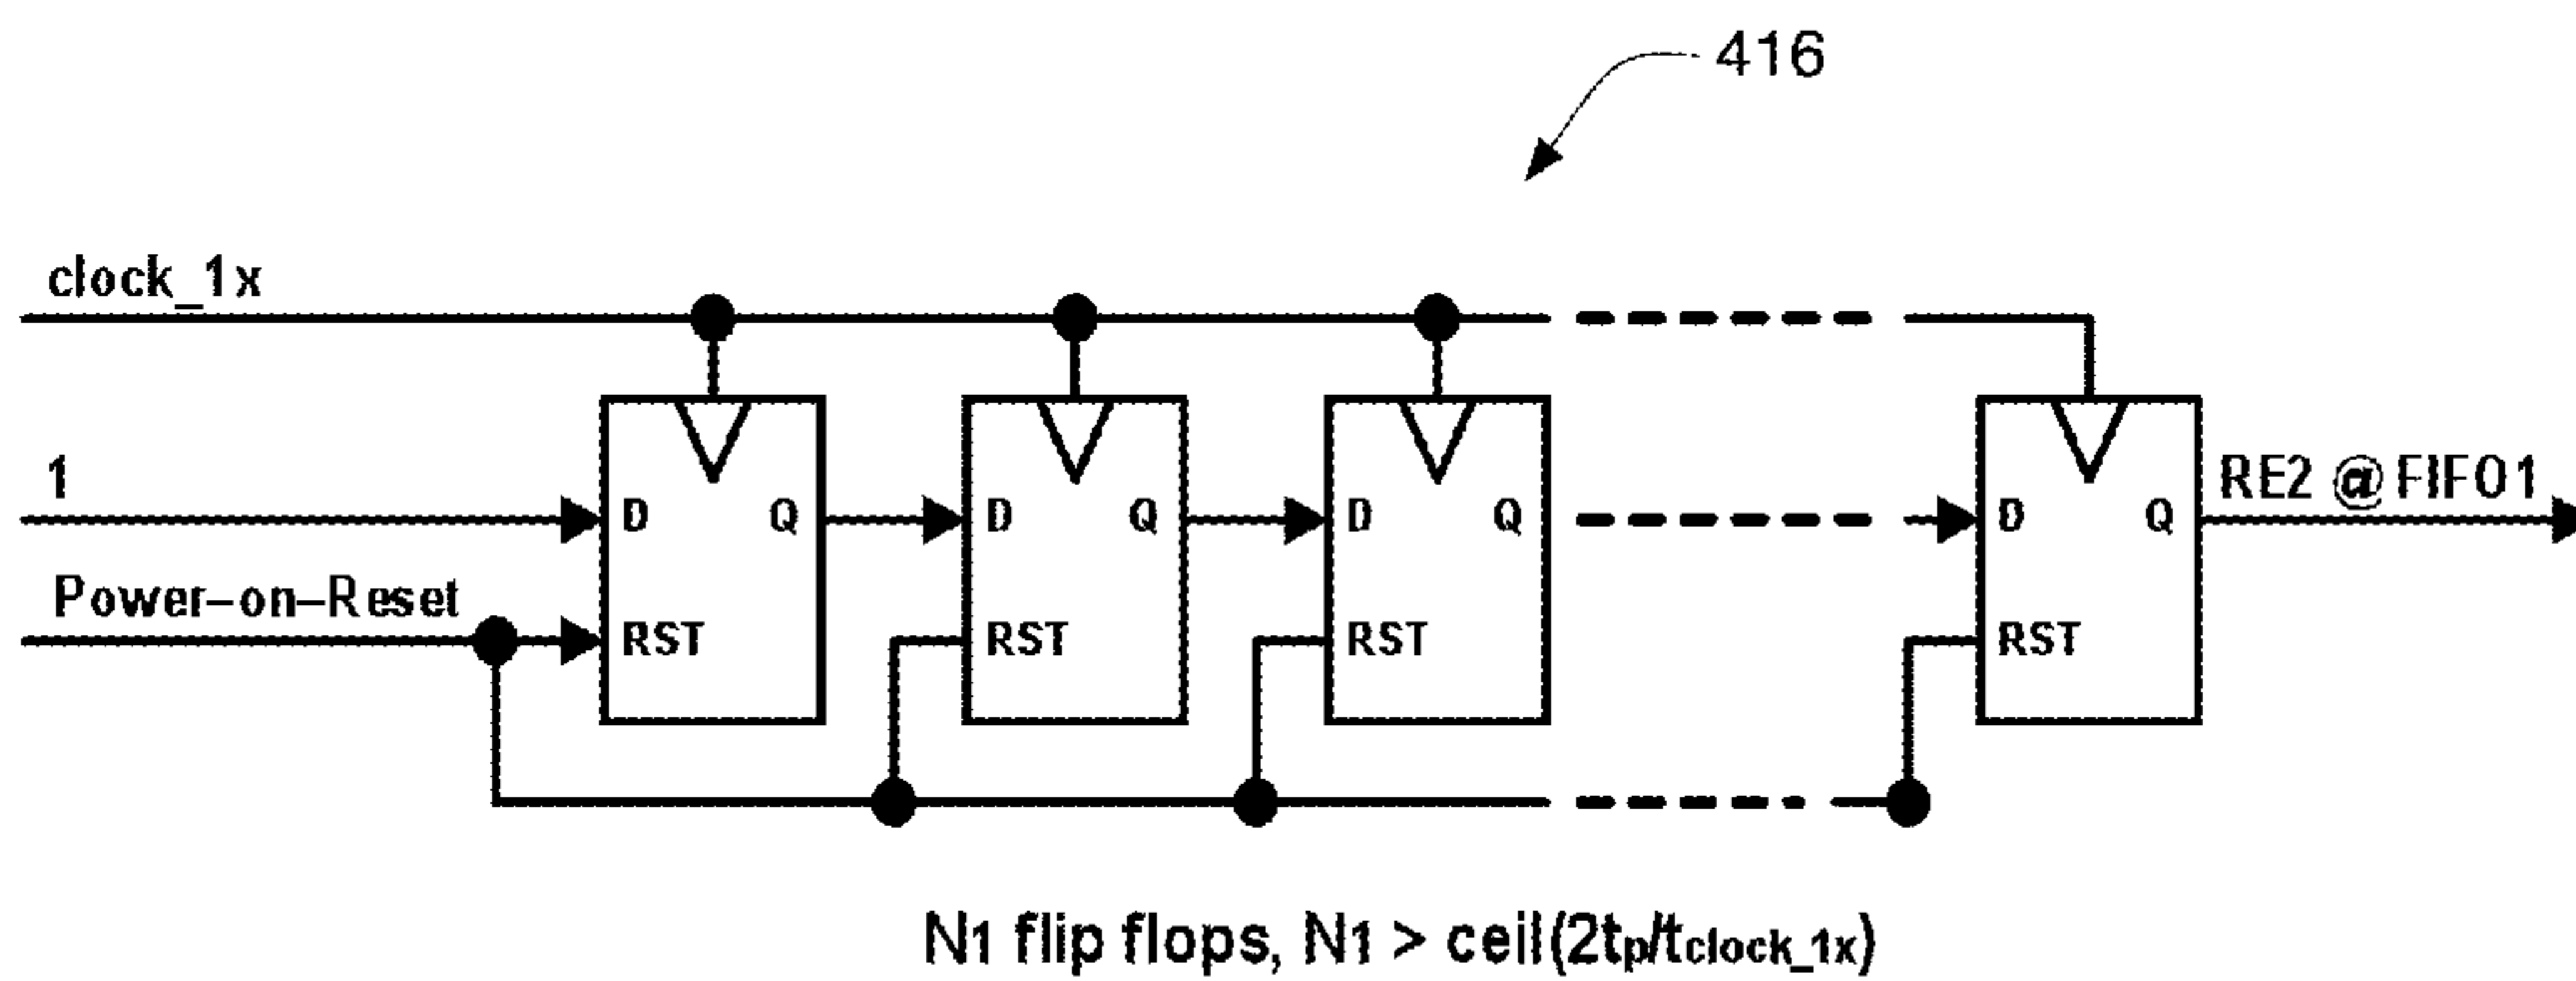 416
clock_1x
1
D Q D Q D Q D Q RE2 @ FIFO1
Power-on-Reset
RST RST RST RST
N1 flip flops, N1 > ceil(2tp/tclock_1x)